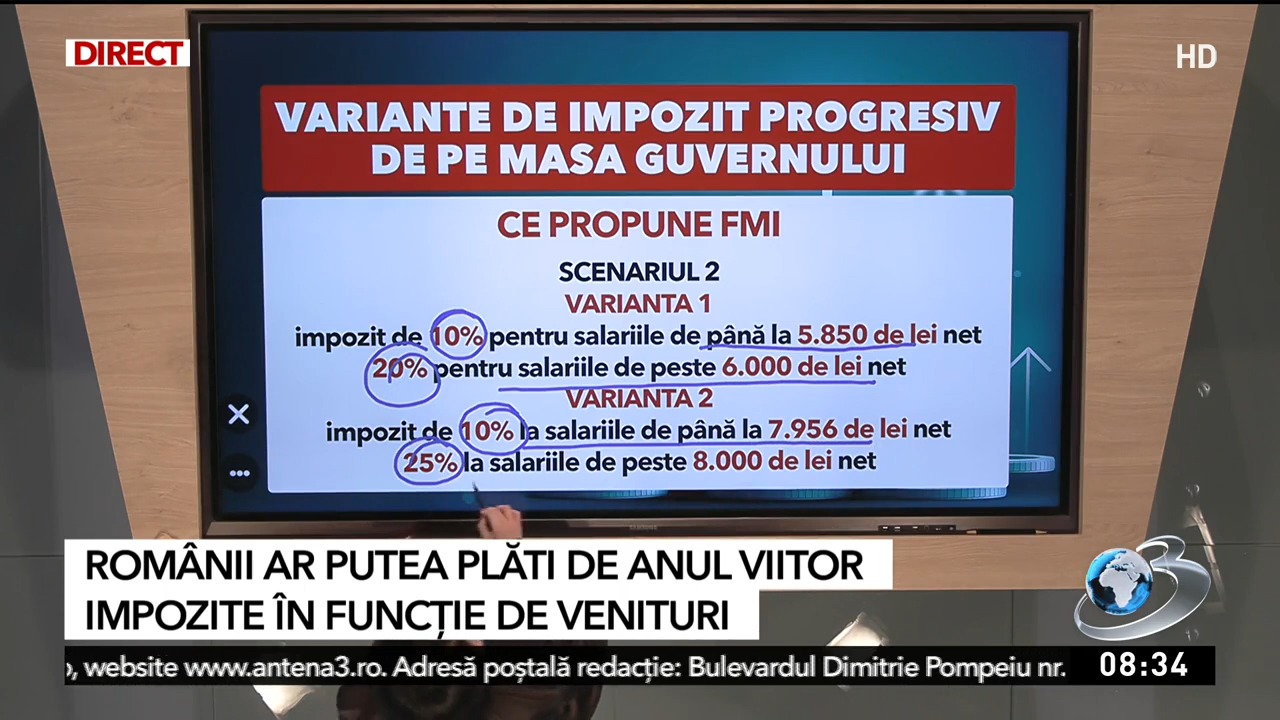 DIRECT
HD
VARIANTE DE IMPOZIT PROGRESIV
DE PE MASA GUVERNULUI
CE PROPUNE FMI
SCENARIUL 2
VARIANTA 1
impozit de 10% pentru salariile de până la 5.850 de lei net
20% pentru salariile de peste 6.000 de lei net
VARIANTA 2
impozit de 10% la salariile de până la 7.956 de lei net
25% la salariile de peste 8.000 de lei net
SAMSUNG
ROMÂNII AR PUTEA PLĂTI DE ANUL VIITOR
IMPOZITE ÎN FUNCȚIE DE VENITURI
3
, website www.antena3.ro. Adresă poștală redacție: Bulevardul Dimitrie Pompeiu nr.
08:34